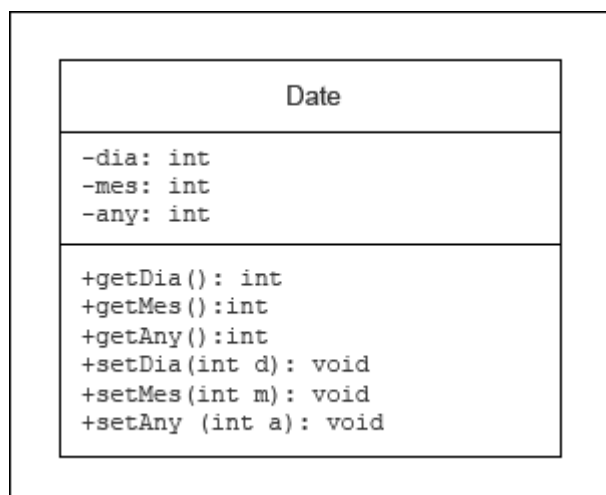 Date
-dia: int
-mes: int
-any: int
+getDia(): int
+getMes():int
+getAny():int
+setDia(int d): void
+setMes(int m): void
+setAny (int a): void